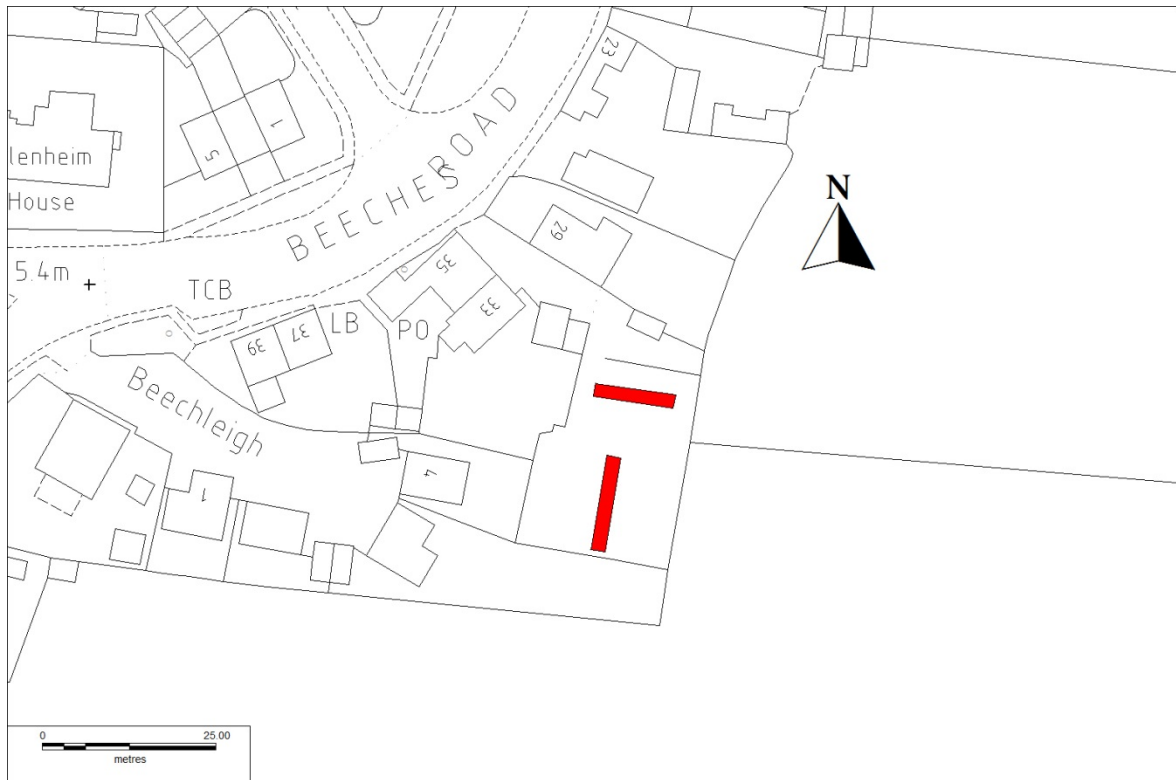 23
1
5
lenheim
House
BEECHES ROAD
N
29
5.4m
TCB
35
33
LB
PO
37
39
Beechleigh
4
1
0
25.00
metres